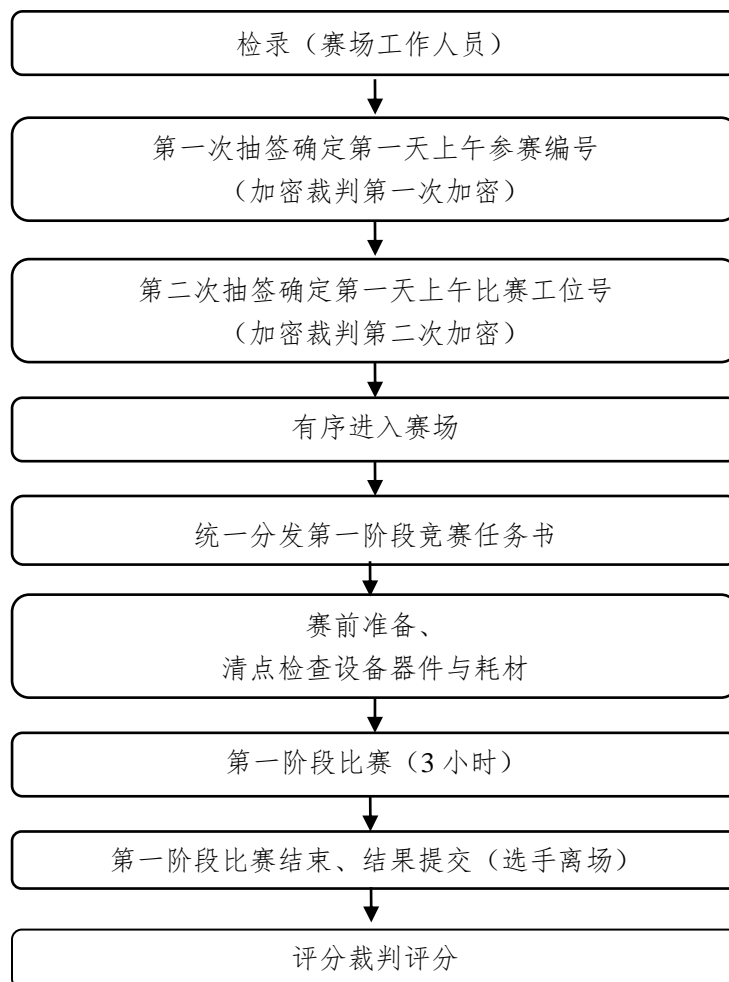 检录（赛场工作人员）
第一次抽签确定第一天上午参赛编号
（加密裁判第一次加密）
第二次抽签确定第一天上午比赛工位号
（加密裁判第二次加密）
有序进入赛场
统一分发第一阶段竞赛任务书
赛前准备、
清点检查设备器件与耗材
第一阶段比赛（3 小时）
第一阶段比赛结束、结果提交（选手离场）
评分裁判评分